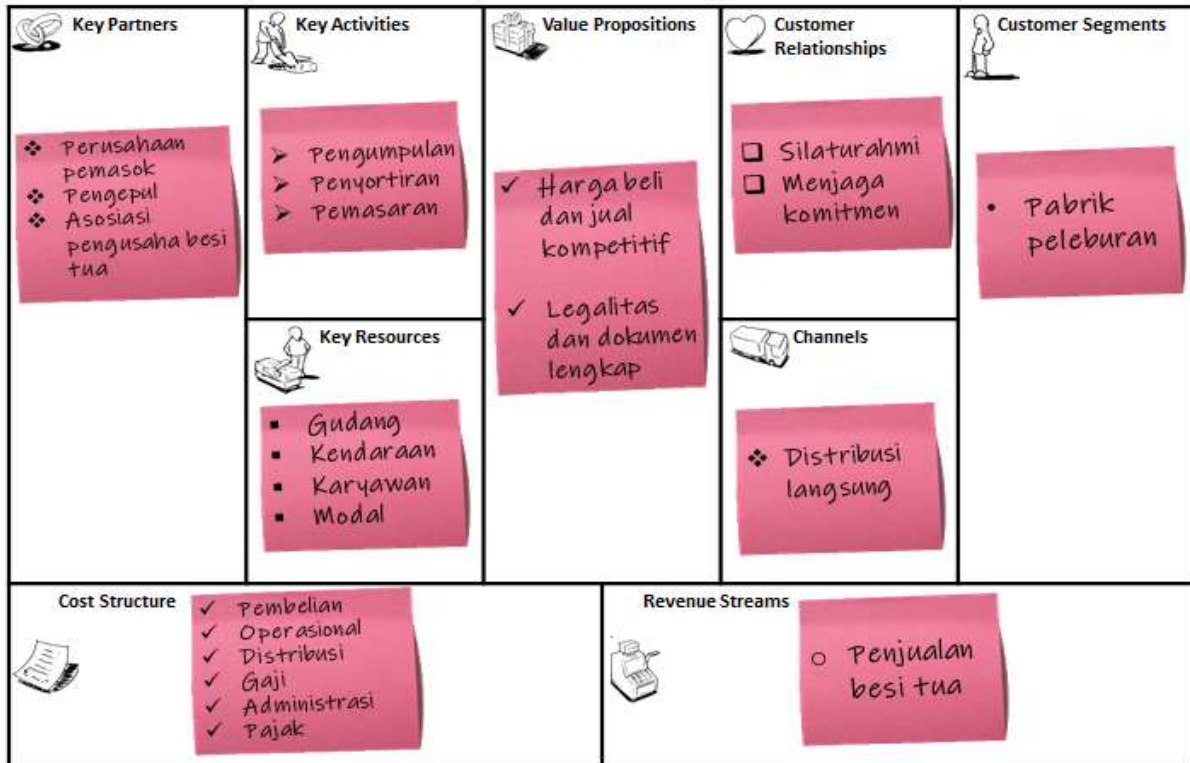 Key Partners
Perusahaan
pemasok
Pengepul
Asosiasi
pengusaha besi
tua
Key Activities
Pengumpulan
Penyortiran
Pemasaran
Key Resources
Gudang
Kendaraan
Karyawan
Modal
Value Propositions
Harga beli
dan jual
kompetitif
Legalitas
dan dokumen
lengkap
Customer
Relationships
Silaturahmi
Menjaga
komitmen
Channels
Distribusi
langsung
Customer Segments
Pabrik
peleburan
Cost Structure
Pembelian
Operasional
Distribusi
Gaji
Administrasi
Pajak
Revenue Streams
Penjualan
besi tua